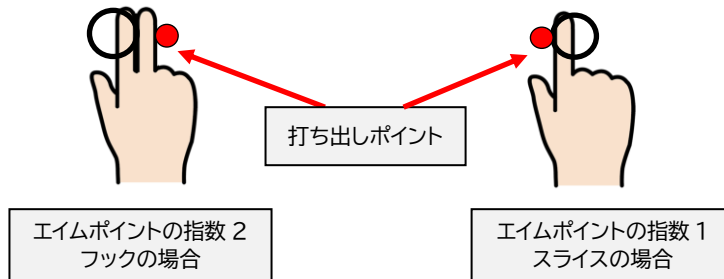 打ち出しポイント
エイムポイントの指数 2
フックの場合
エイムポイントの指数 1
スライスの場合